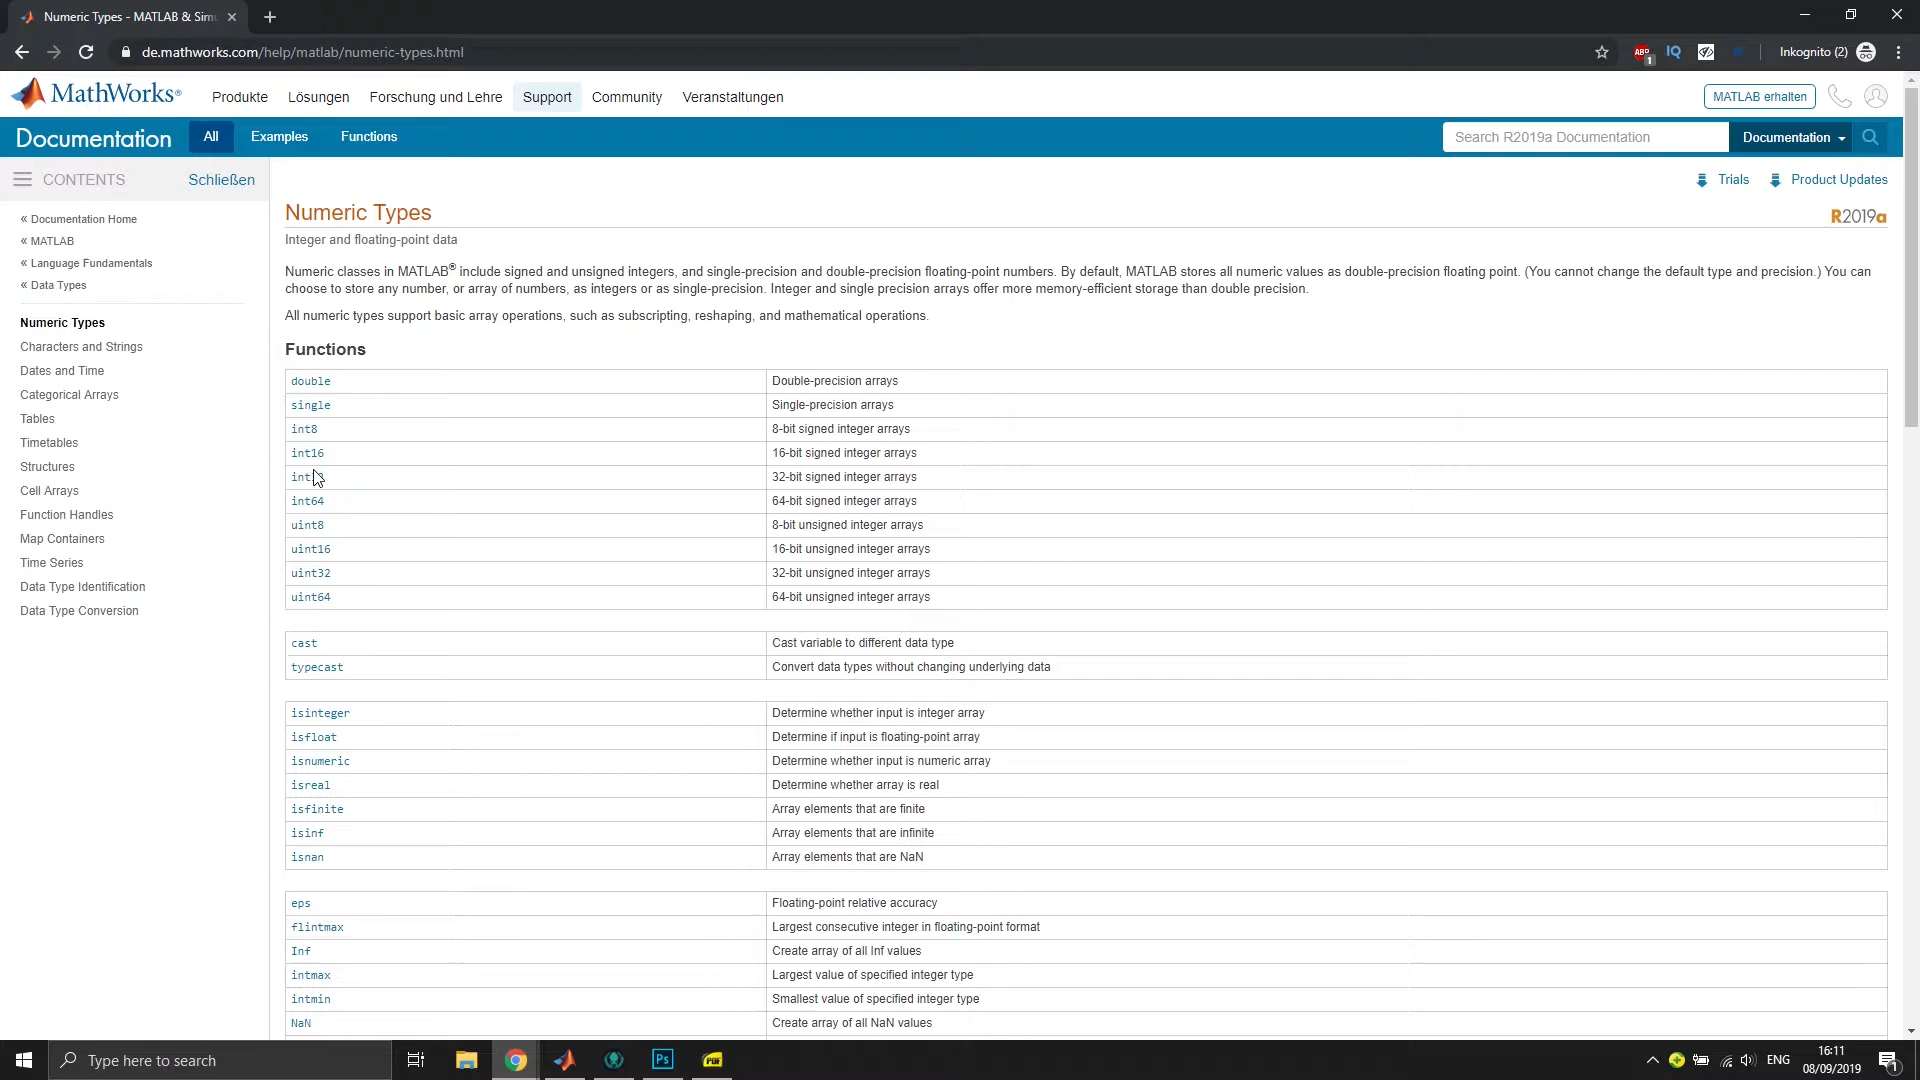 Numeric Types - MATLAB & Sim
de.mathworks.com/help/matlab/numeric-types.html
ABP
1
IQ
Inkognito (2)
MathWorks®
Produkte
Lösungen
Forschung und Lehre
Support
Community
Veranstaltungen
MATLAB erhalten
Documentation
All
Examples
Functions
Search R2019a Documentation
Documentation
CONTENTS
Schließen
Trials
Product Updates
« Documentation Home
« MATLAB
« Language Fundamentals
« Data Types
Numeric Types
Characters and Strings
Dates and Time
Categorical Arrays
Tables
Timetables
Structures
Cell Arrays
Function Handles
Map Containers
Time Series
Data Type Identification
Data Type Conversion
Numeric Types
R2019a
Integer and floating-point data
Numeric classes in MATLAB® include signed and unsigned integers, and single-precision and double-precision floating-point numbers. By default, MATLAB stores all numeric values as double-precision floating point. (You cannot change the default type and precision.) You can
choose to store any number, or array of numbers, as integers or as single-precision. Integer and single precision arrays offer more memory-efficient storage than double precision.
All numeric types support basic array operations, such as subscripting, reshaping, and mathematical operations.
Functions
double Double-precision arrays
single Single-precision arrays
int8 8-bit signed integer arrays
int16 16-bit signed integer arrays
32-bit signed integer arrays
int64 64-bit signed integer arrays
uint8 8-bit unsigned integer arrays
uint16 16-bit unsigned integer arrays
uint32 32-bit unsigned integer arrays
uint64 64-bit unsigned integer arrays
cast Cast variable to different data type
typecast Convert data types without changing underlying data
isinteger Determine whether input is integer array
isfloat Determine if input is floating-point array
isnumeric Determine whether input is numeric array
isreal Determine whether array is real
isfinite Array elements that are finite
isinf Array elements that are infinite
isnan Array elements that are NaN
eps Floating-point relative accuracy
flintmax Largest consecutive integer in floating-point format
Inf Create array of all Inf values
intmax Largest value of specified integer type
intmin Smallest value of specified integer type
NaN Create array of all NaN values
Type here to search
Ps
PDF
ENG
16:11
08/09/2019
1